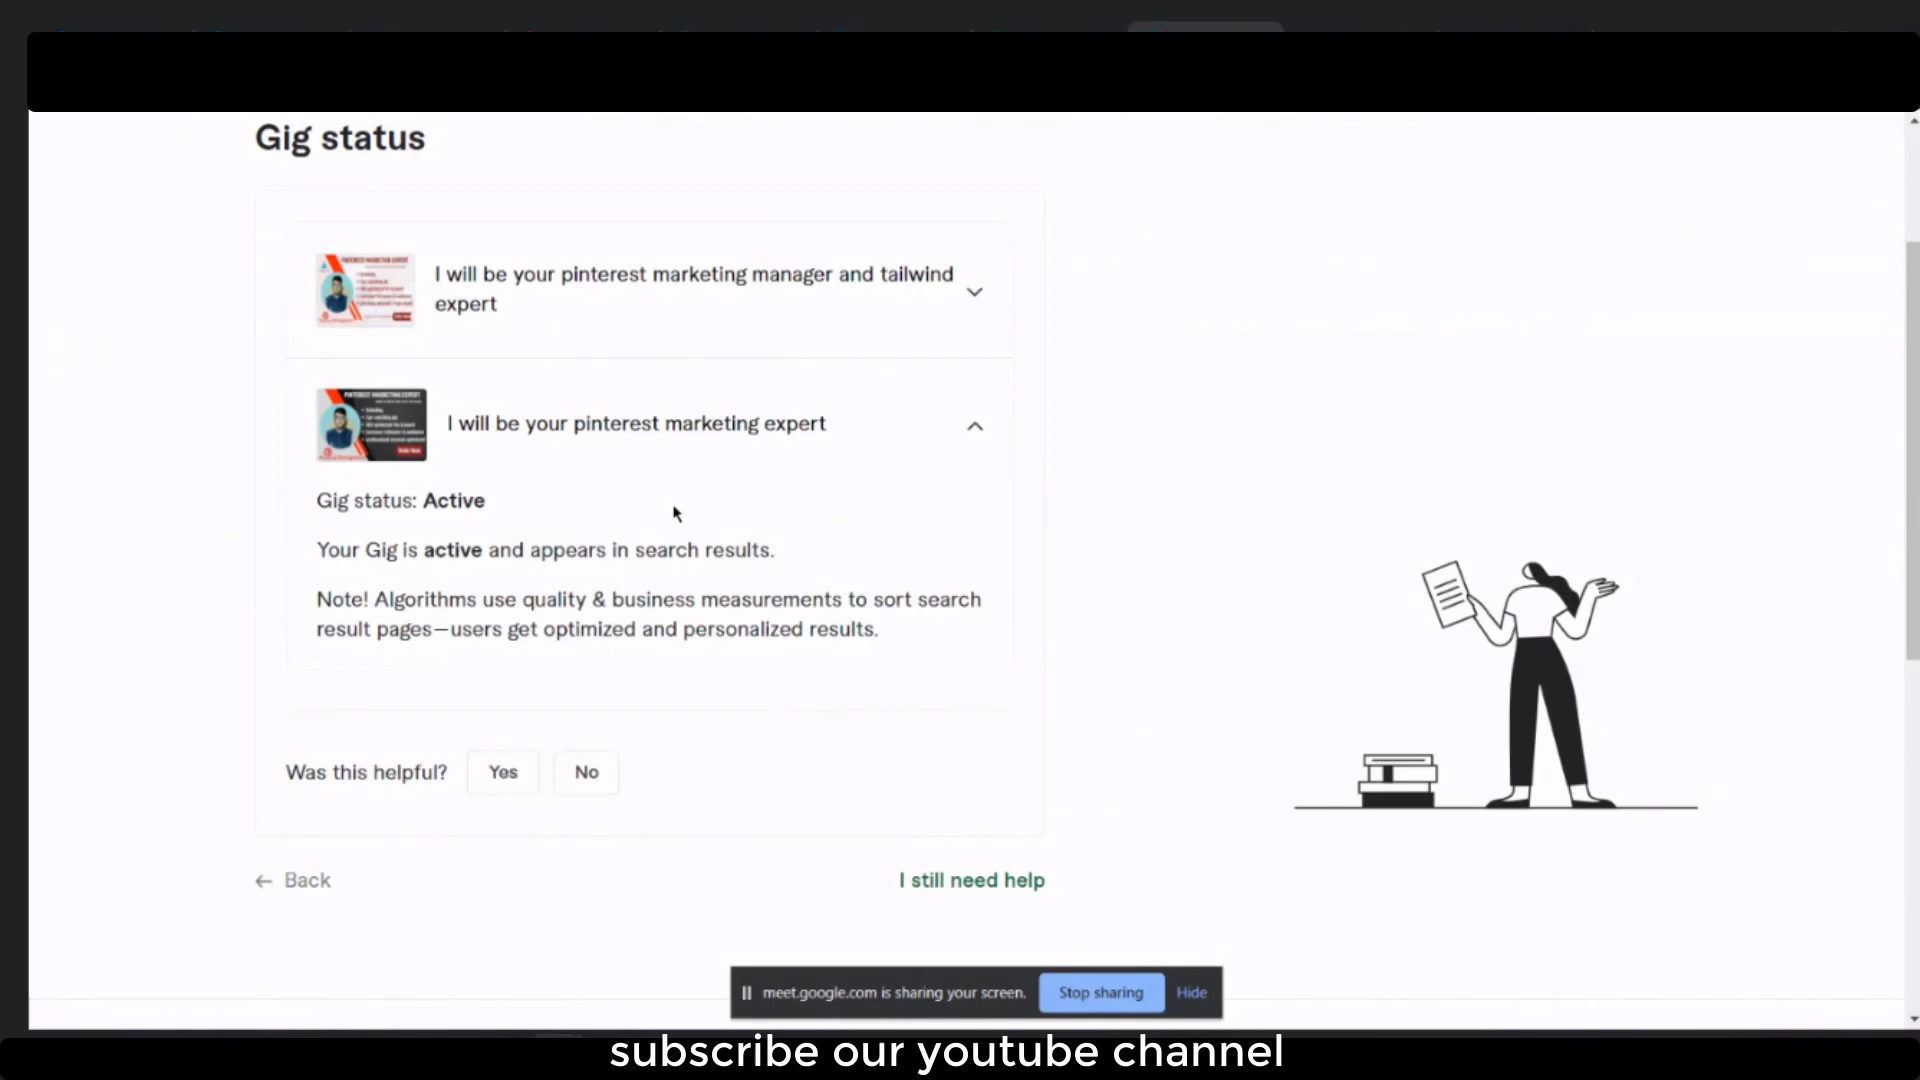 Gig status
I will be your pinterest marketing manager and tailwind
expert
PINTEREST MARKETING EXPERT
I will be your pinterest marketing expert
Gig status: Active
Your Gig is active and appears in search results.
Note! Algorithms use quality & business measurements to sort search
result pages—users get optimized and personalized results.
Was this helpful? Yes No
← Back
I still need help
meet.google.com is sharing your screen. Stop sharing Hide
subscribe our youtube channel